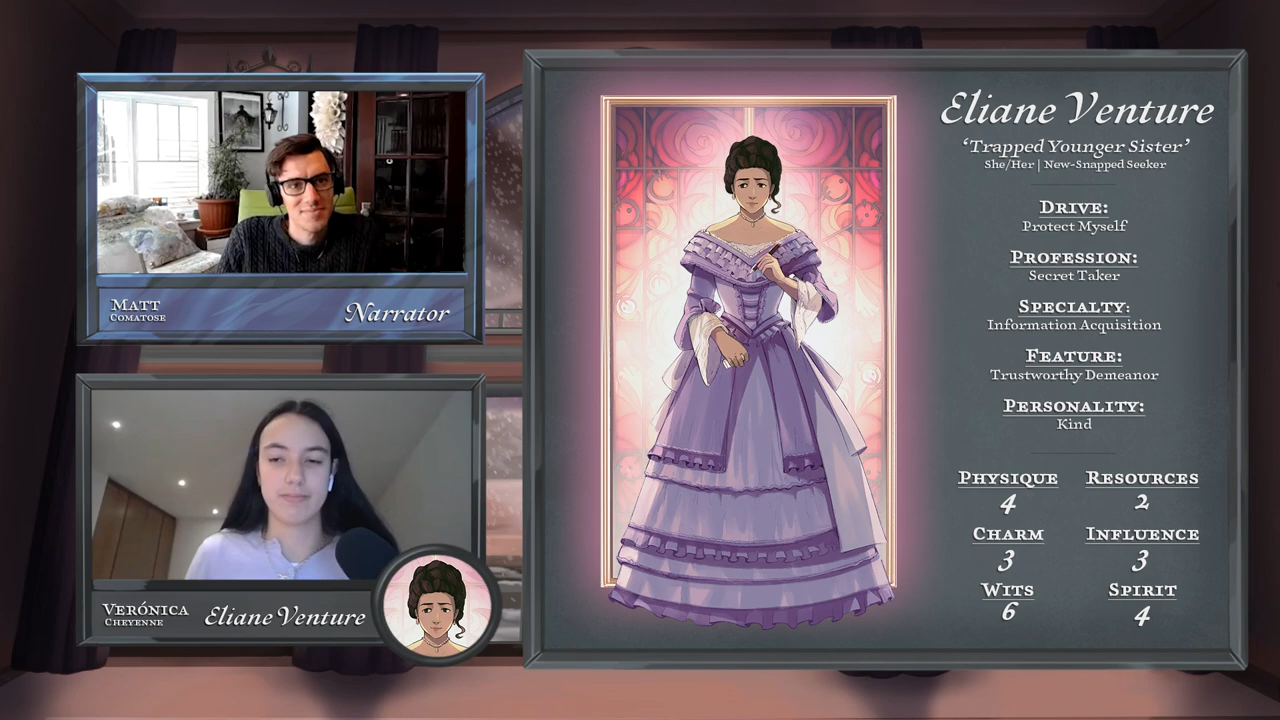 Matt
Comatose
Narrator
Verónica
Cheyenne
Eliane Venture
Eliane Venture
‘Trapped Younger Sister’
She/Her | New-Snapped Seeker
Drive:
Protect Myself
Profession:
Secret Taker
Specialty:
Information Acquisition
Feature:
Trustworthy Demeanor
Personality:
Kind
Physique Resources
4 2
Charm Influence
3 3
Wits Spirit
6 4